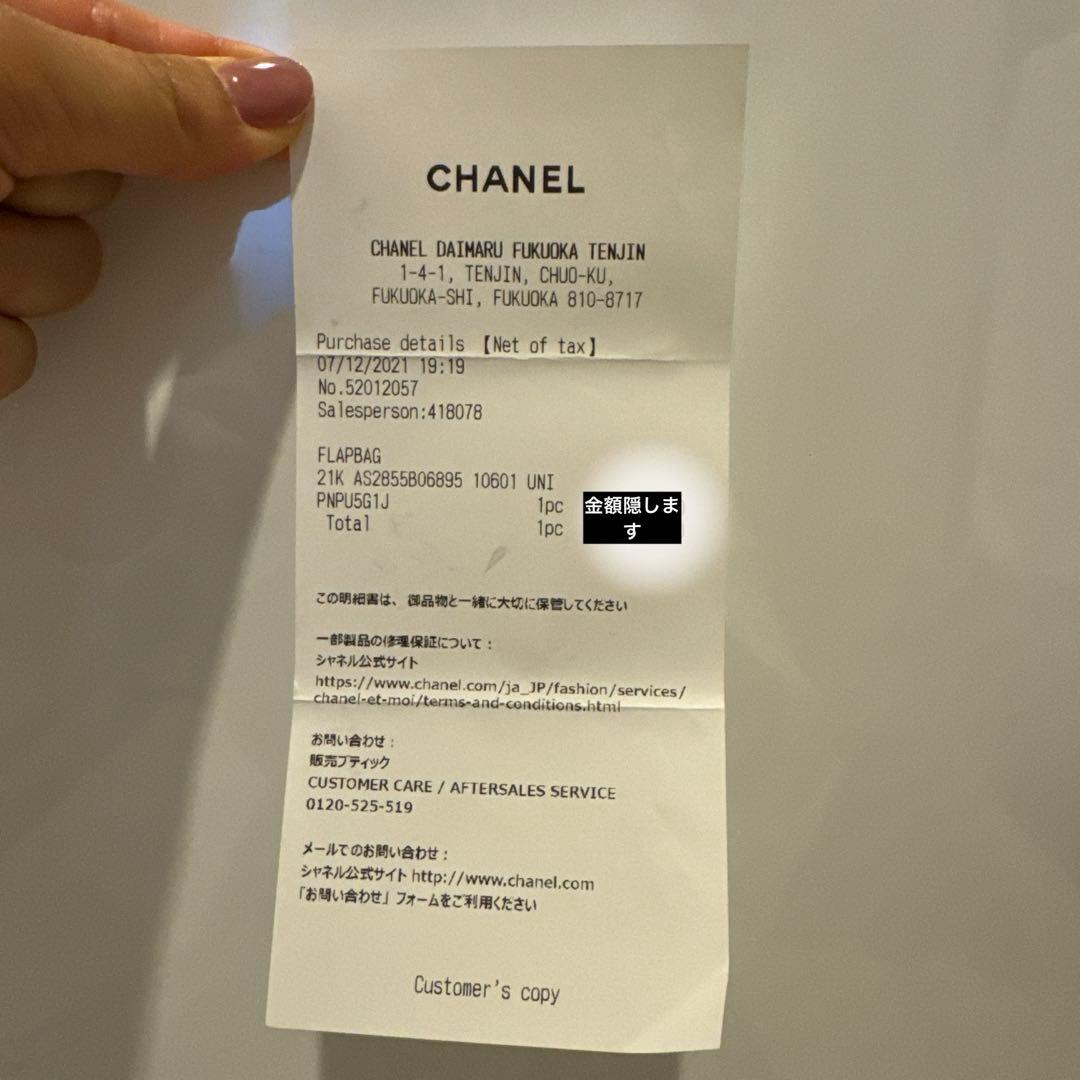 CHANEL
CHANEL DAIMARU FUKUOKA TENJIN
1-4-1, TENJIN, CHUO-KU,
FUKUOKA-SHI, FUKUOKA 810-8717
Purchase details 【Net of tax】
07/12/2021 19:19
No.52012057
Salesperson:418078
FLAPBAG
21K AS2855B06895 10601 UNI
PNPU5G1J 1pc
Total 1pc
金額隠しま
す
この明細書は、御品物と一緒に大切に保管してください
一部製品の修理保証について：
シャネル公式サイト
https://www.chanel.com/ja_JP/fashion/services/
chanel-et-moi/terms-and-conditions.html
お問い合わせ：
販売ブティック
CUSTOMER CARE / AFTERSALES SERVICE
0120-525-519
メールでのお問い合わせ：
シャネル公式サイト http://www.chanel.com
「お問い合わせ」フォームをご利用ください
Customer's copy